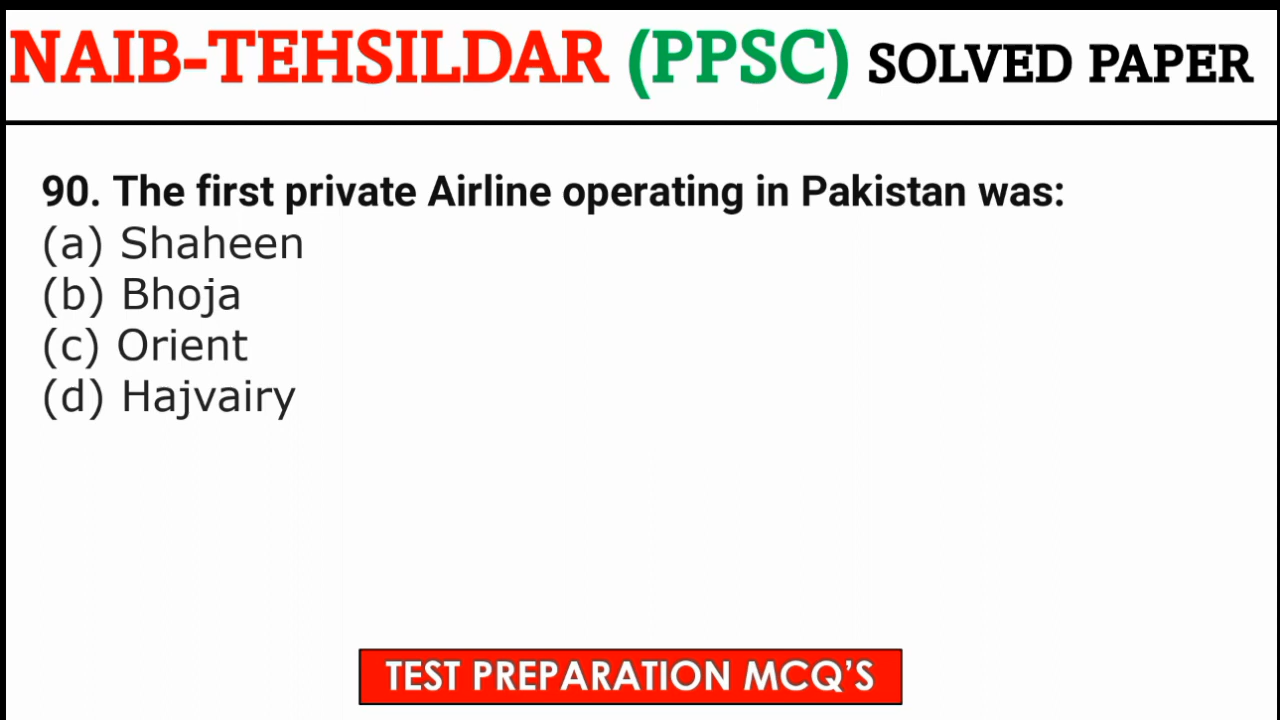 NAIB-TEHSILDAR (PPSC) SOLVED PAPER
90. The first private Airline operating in Pakistan was:
(a) Shaheen
(b) Bhoja
(c) Orient
(d) Hajvairy
TEST PREPARATION MCQ'S